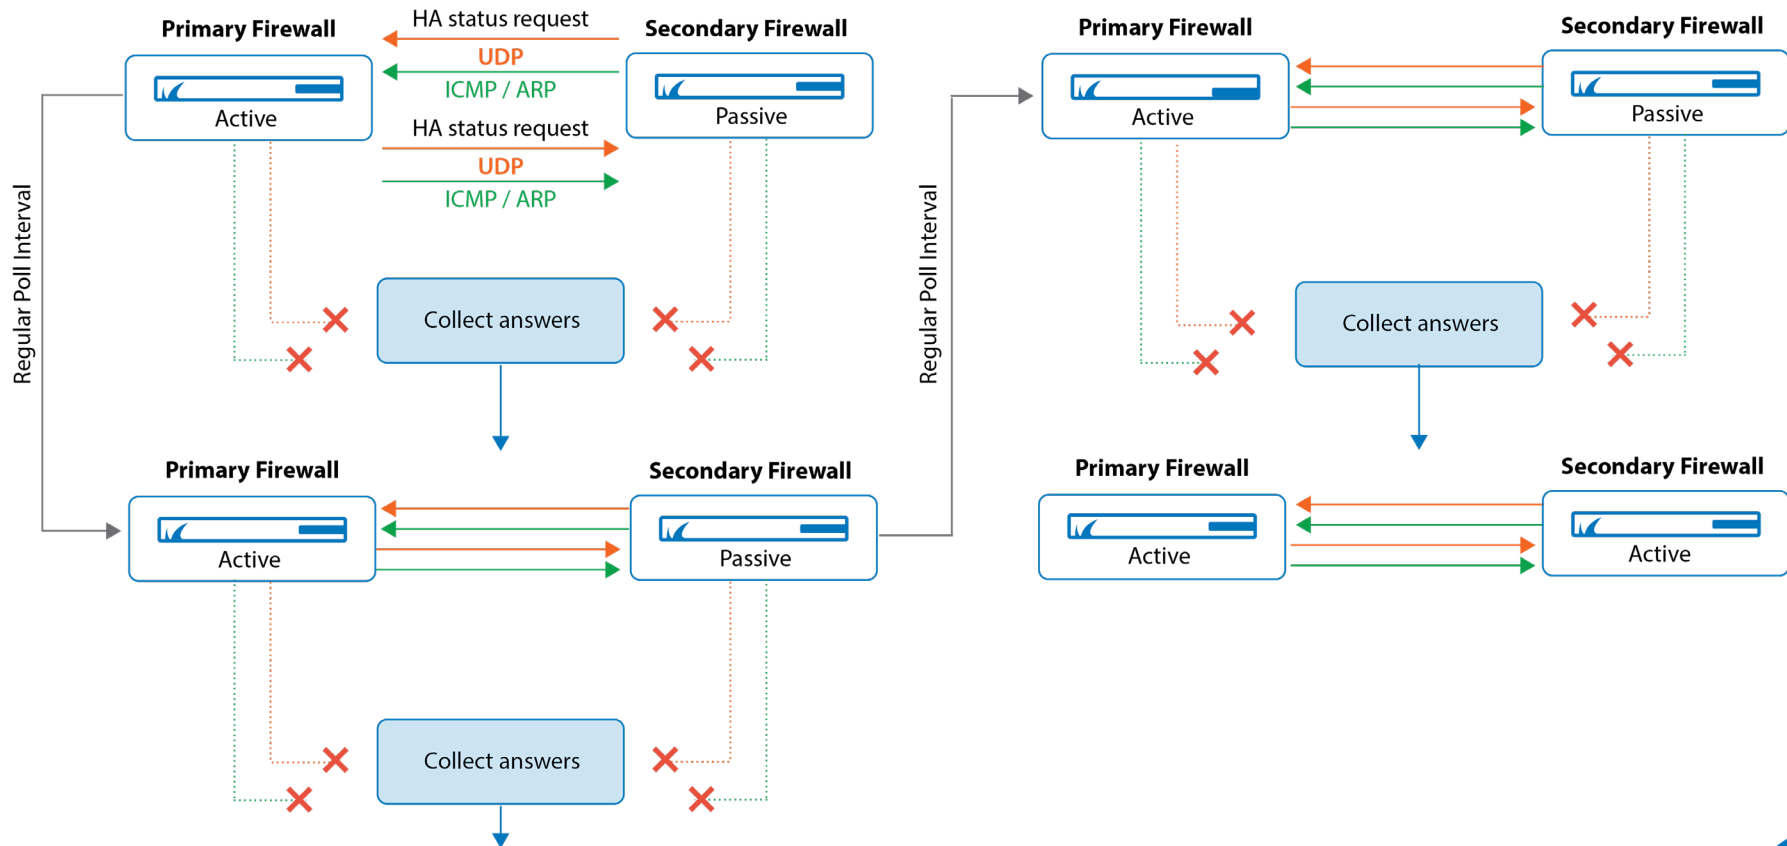 Primary Firewall
HA status request
UDP
ICMP / ARP
Secondary Firewall
Active
Passive
HA status request
UDP
ICMP / ARP
Regular Poll Interval
Collect answers
Primary Firewall
Secondary Firewall
Active
Passive
Collect answers
Regular Poll Interval
Primary Firewall
Secondary Firewall
Active
Passive
Collect answers
Primary Firewall
Secondary Firewall
Active
Active